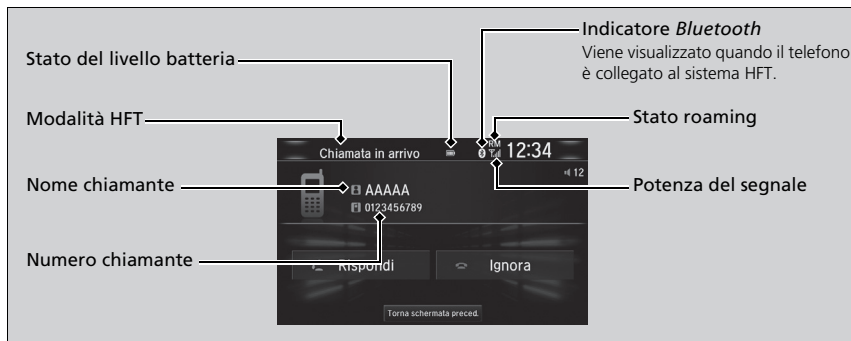 Indicatore Bluetooth
Viene visualizzato quando il telefono
è collegato al sistema HFT.
Stato del livello batteria
Modalità HFT
Stato roaming
Nome chiamante
Potenza del segnale
Numero chiamante
Chiamata in arrivo
RM
12:34
12
AAAAA
0123456789
Rispondi
Ignora
Torna schermata preced.